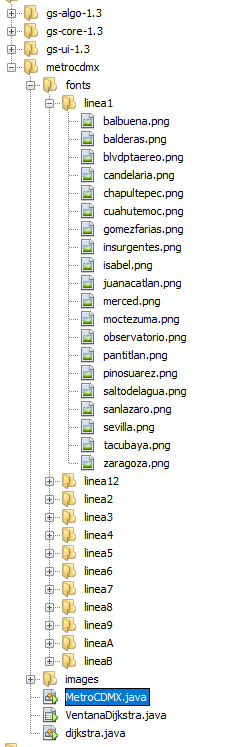 gs-algo-1.3
gs-core-1.3
gs-ui-1.3
metrocdmx
fonts
linea1
balbuena.png
balderas.png
blvdptaereo.png
candelaria.png
chapultepec.png
cuahutemoc.png
gomezfarias.png
insurgentes.png
isabel.png
juanacatlan.png
merced.png
moctezuma.png
observatorio.png
pantitlan.png
pinosuarez.png
saltodelagua.png
sanlazaro.png
sevilla.png
tacubaya.png
zaragoza.png
linea12
linea2
linea3
linea4
linea5
linea6
linea7
linea8
linea9
lineaA
lineaB
images
MetroCDMX.java
VentanaDijkstra.java
dijkstra.java